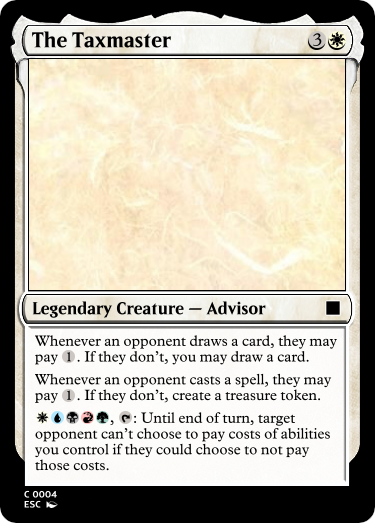 The Taxmaster 3
Legendary Creature — Advisor
Whenever an opponent draws a card, they may
pay 1. If they don't, you may draw a card.
Whenever an opponent casts a spell, they may
pay 1. If they don't, create a treasure token.
, : Until end of turn, target
opponent can't choose to pay costs of abilities
you control if they could choose to not pay
those costs.
C 0004
ESC